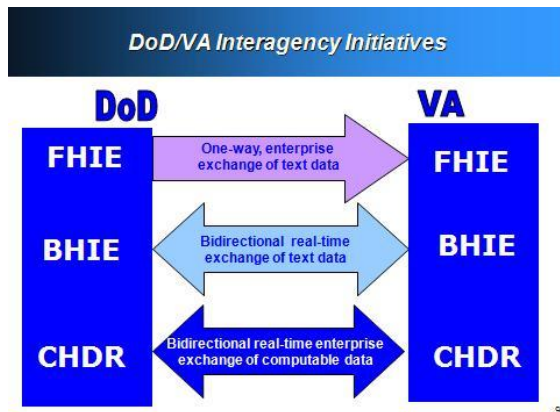 DoD/VA Interagency Initiatives
DoD
VA
FHIE
One-way, enterprise
exchange of text data
FHIE
BHIE
Bidirectional real-time
exchange of text data
BHIE
CHDR
Bidirectional real-time enterprise
exchange of computable data
CHDR